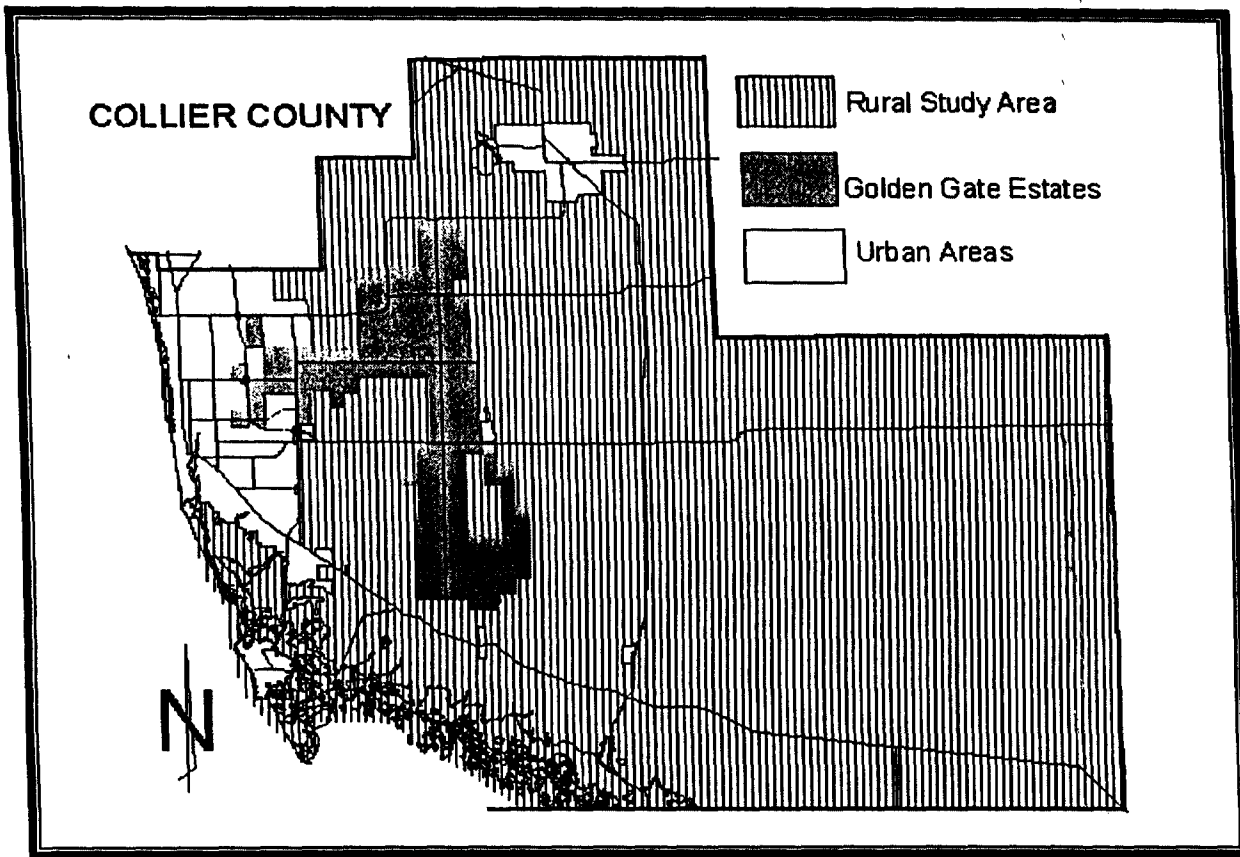 COLLIER COUNTY
Rural Study Area
Golden Gate Estates
Urban Areas
N